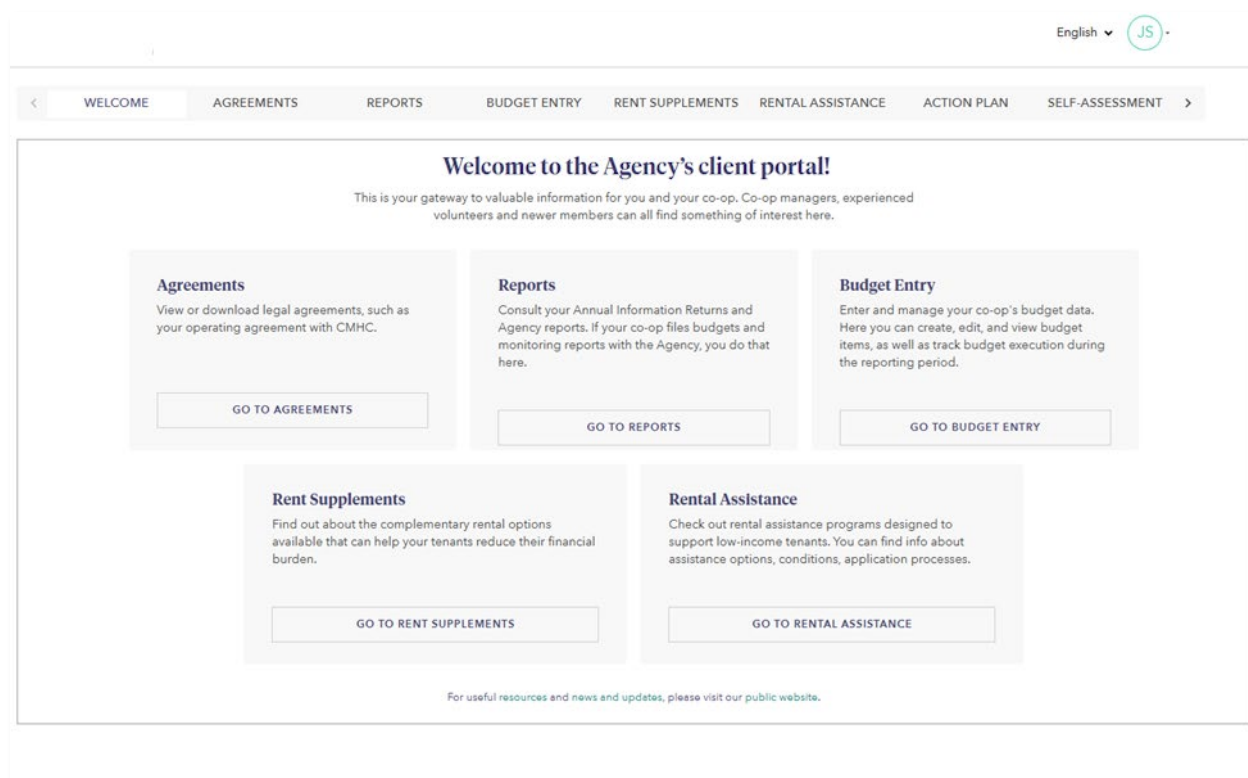 English
JS
WELCOME AGREEMENTS REPORTS BUDGET ENTRY RENT SUPPLEMENTS RENTAL ASSISTANCE ACTION PLAN SELF-ASSESSMENT
Welcome to the Agency's client portal!
This is your gateway to valuable information for you and your co-op. Co-op managers, experienced
volunteers and newer members can all find something of interest here.
Agreements
View or download legal agreements, such as
your operating agreement with CMHC.
GO TO AGREEMENTS
Reports
Consult your Annual Information Returns and
Agency reports. If your co-op files budgets and
monitoring reports with the Agency, you do that
here.
GO TO REPORTS
Budget Entry
Enter and manage your co-op's budget data.
Here you can create, edit, and view budget
items, as well as track budget execution during
the reporting period.
GO TO BUDGET ENTRY
Rent Supplements
Find out about the complementary rental options
available that can help your tenants reduce their financial
burden.
GO TO RENT SUPPLEMENTS
Rental Assistance
Check out rental assistance programs designed to
support low-income tenants. You can find info about
assistance options, conditions, application processes.
GO TO RENTAL ASSISTANCE
For useful resources and news and updates, please visit our public website.